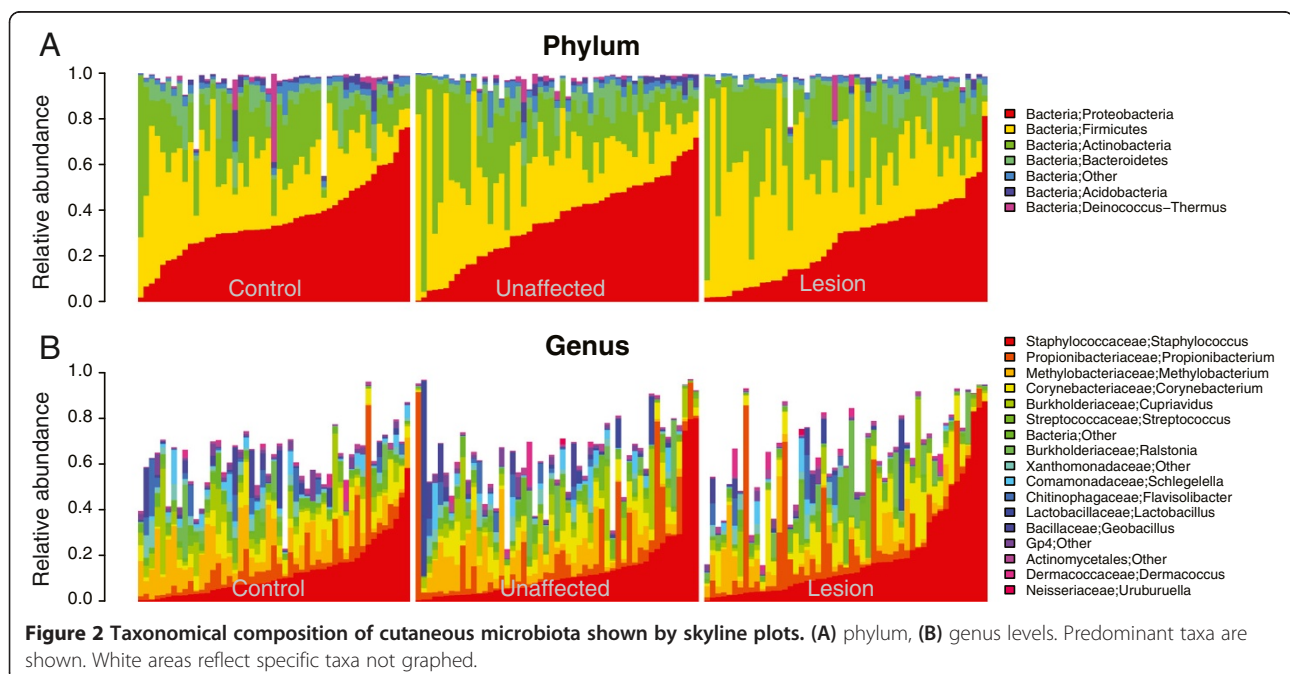 A
Phylum
Relative abundance
1.0
0.8
0.6
0.4
0.2
0.0
Control
Unaffected
Lesion
Bacteria;Proteobacteria
Bacteria;Firmicutes
Bacteria;Actinobacteria
Bacteria;Bacteroidetes
Bacteria;Other
Bacteria;Acidobacteria
Bacteria;Deinococcus−Thermus
B
Genus
Relative abundance
1.0
0.8
0.6
0.4
0.2
0.0
Control
Unaffected
Lesion
Staphylococcaceae;Staphylococcus
Propionibacteriaceae;Propionibacterium
Methylobacteriaceae;Methylobacterium
Corynebacteriaceae;Corynebacterium
Burkholderiaceae;Cupriavidus
Streptococcaceae;Streptococcus
Bacteria;Other
Burkholderiaceae;Ralstonia
Xanthomonadaceae;Other
Comamonadaceae;Schlegelella
Chitinophagaceae;Flavisolibacter
Lactobacillaceae;Lactobacillus
Bacillaceae;Geobacillus
Gp4;Other
Actinomycetales;Other
Dermacoccaceae;Dermacoccus
Neisseriaceae;Uruburuella
Figure 2 Taxonomical composition of cutaneous microbiota shown by skyline plots. (A) phylum, (B) genus levels. Predominant taxa are
shown. White areas reflect specific taxa not graphed.